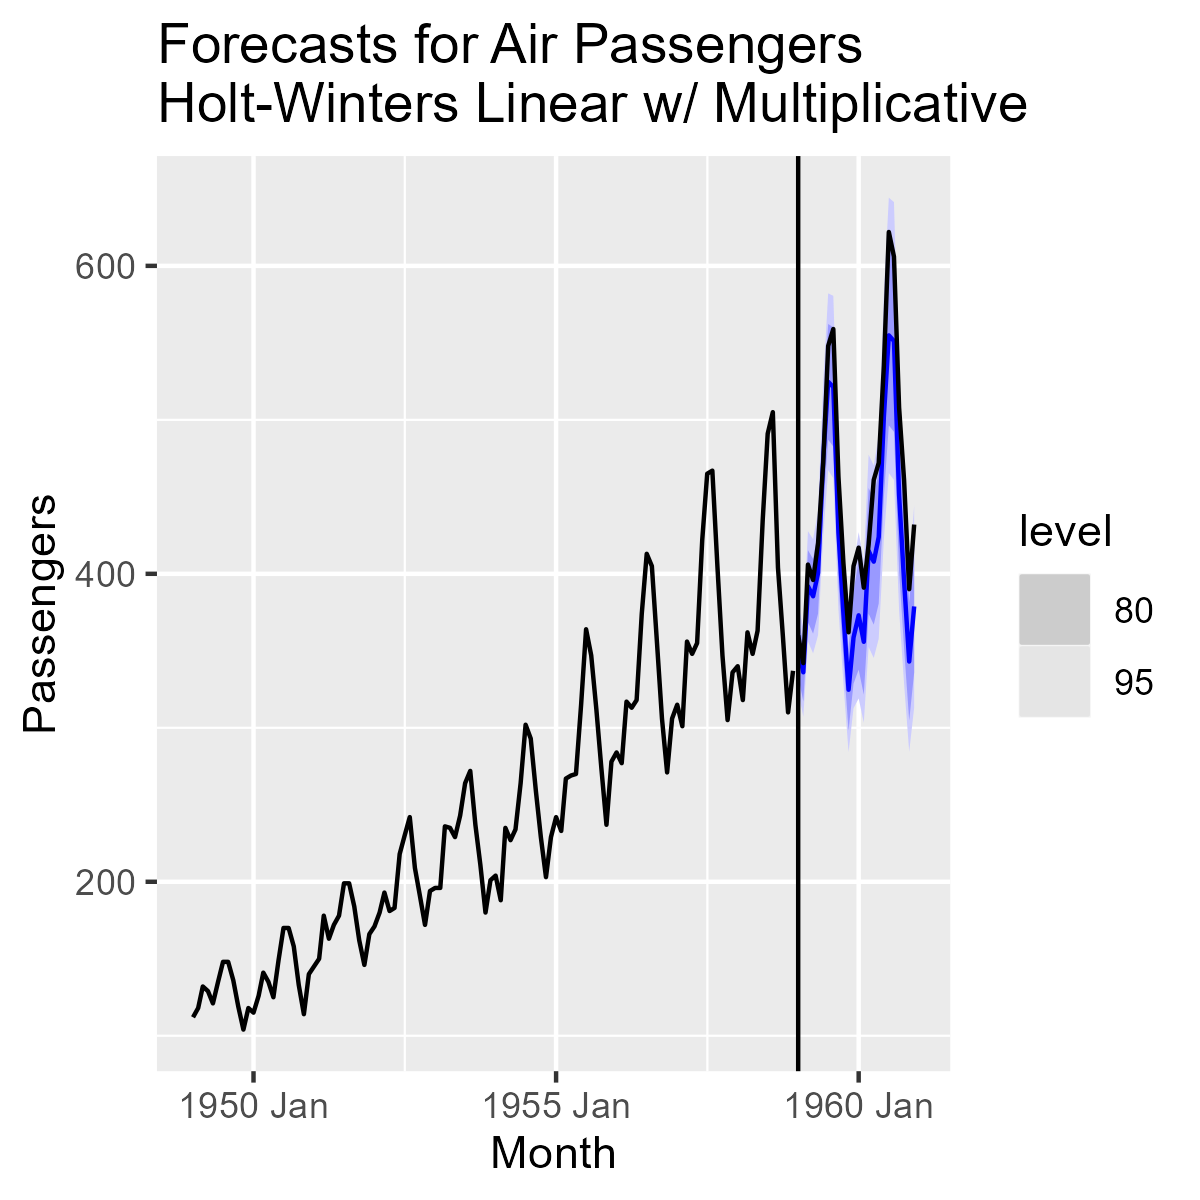 Forecasts for Air Passengers
Holt-Winters Linear w/ Multiplicative
600
400
200
Passengers
1950 Jan
1955 Jan
1960 Jan
Month
level
80
95